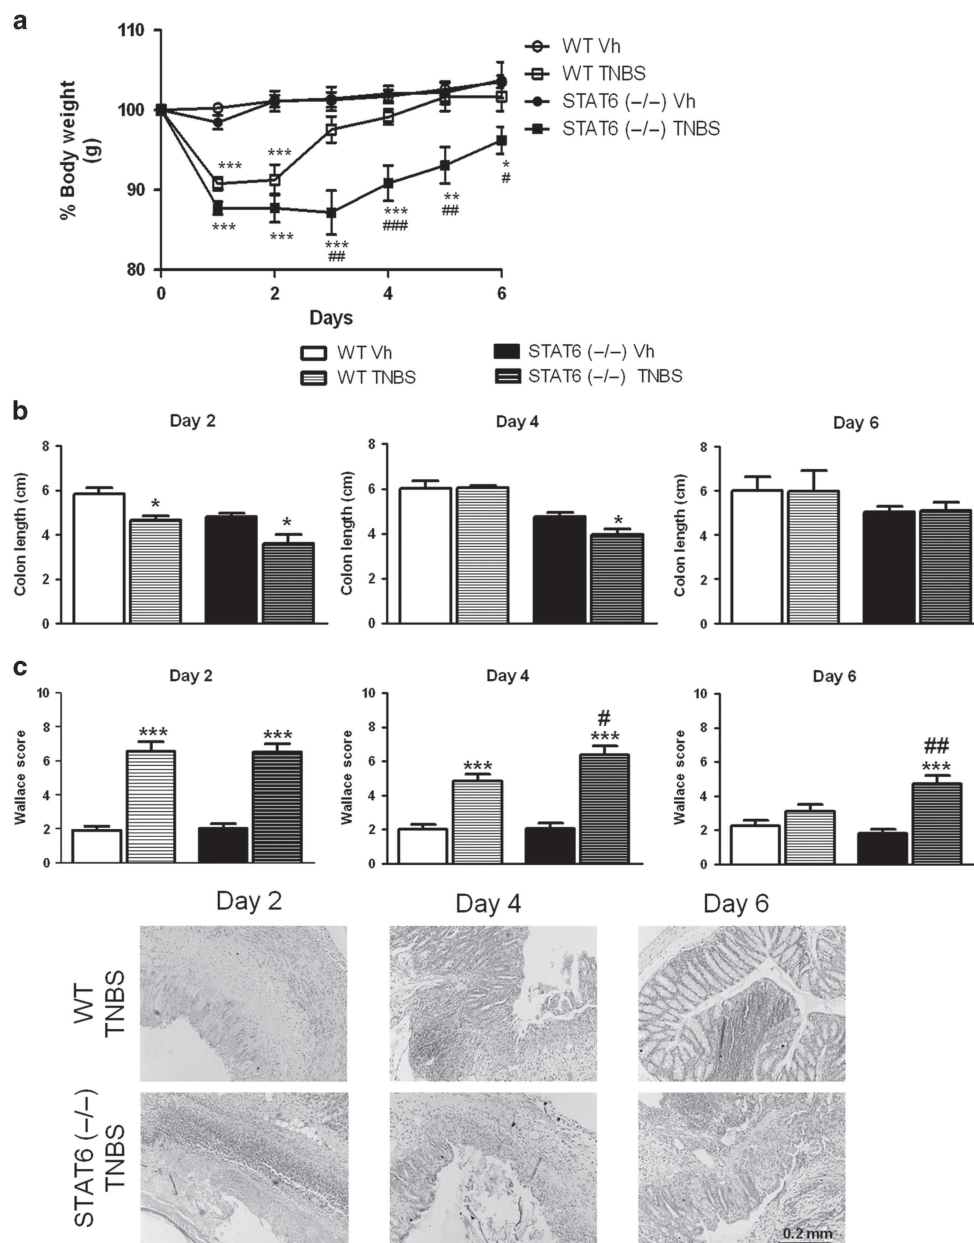 a
110
100
90
80
% Body weight
(g)
WT Vh
WT TNBS
STAT6 (−/−) Vh
STAT6 (−/−) TNBS
***
***
***
***
***
##
***
###
**
##
*
#
0
2
4
6
Days
WT Vh
STAT6 (−/−) Vh
WT TNBS
STAT6 (−/−) TNBS
b
Day 2
Day 4
Day 6
Colon length (cm)
8
6
4
2
0
*
*
Colon length (cm)
8
6
4
2
0
*
Colon length (cm)
8
6
4
2
0
c
Day 2
Day 4
Day 6
Wallace score
10
8
6
4
2
0
***
***
Wallace score
10
8
6
4
2
0
***
#
***
Wallace score
10
8
6
4
2
0
##
***
Day 2
Day 4
Day 6
WT
TNBS
STAT6 (−/−)
TNBS
0.2 mm